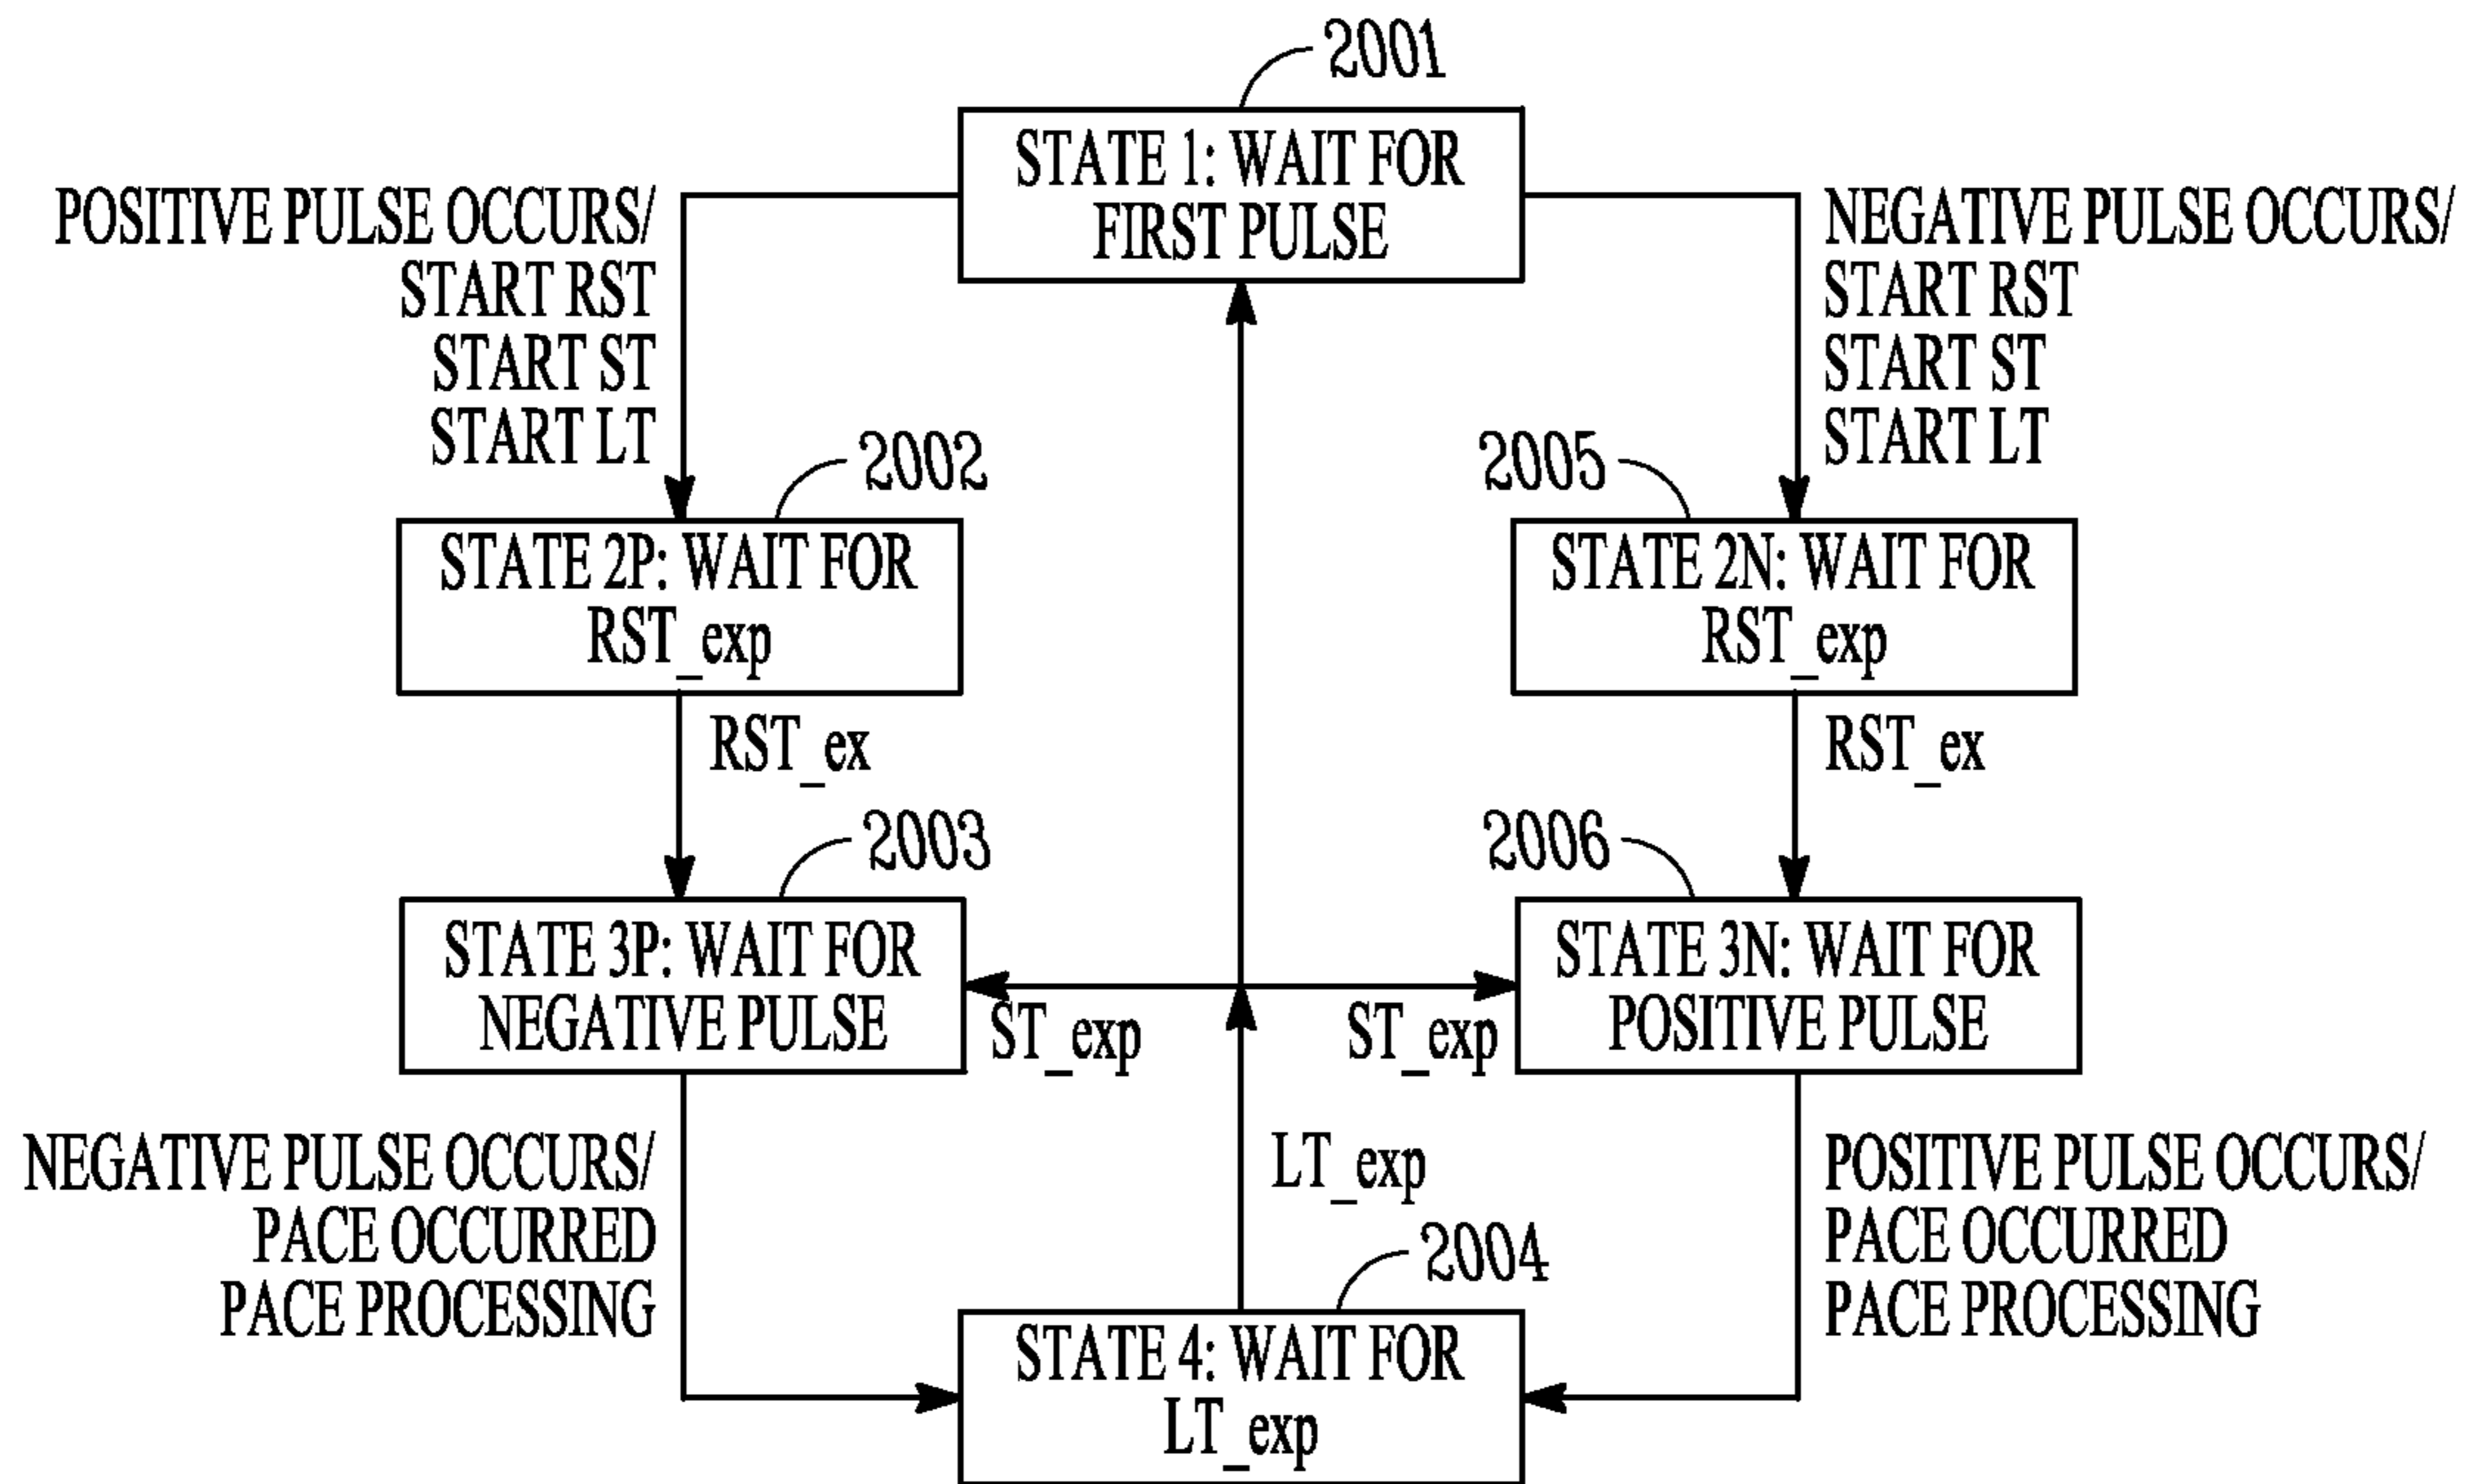 2001
STATE 1: WAIT FOR
FIRST PULSE
POSITIVE PULSE OCCURS/
START RST
START ST
START LT
NEGATIVE PULSE OCCURS/
START RST
START ST
START LT
2002
STATE 2P: WAIT FOR
RST_exp
2005
STATE 2N: WAIT FOR
RST_exp
RST_ex
RST_ex
2003
STATE 3P: WAIT FOR
NEGATIVE PULSE
2006
STATE 3N: WAIT FOR
POSITIVE PULSE
ST_exp
ST_exp
NEGATIVE PULSE OCCURS/
PACE OCCURRED
PACE PROCESSING
LT_exp
POSITIVE PULSE OCCURS/
PACE OCCURRED
PACE PROCESSING
2004
STATE 4: WAIT FOR
LT_exp